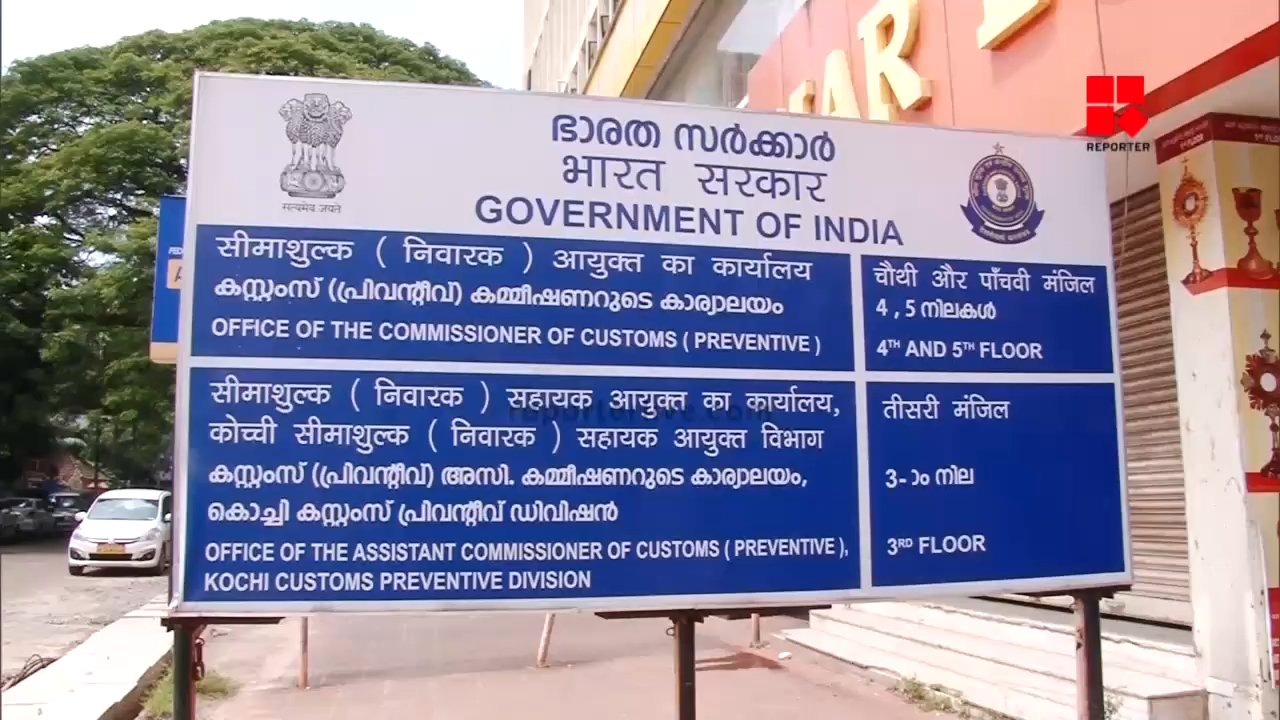 ഭാരത സർക്കാർ
भारत सरकार
GOVERNMENT OF INDIA
सत्यमेव जयते
REPORTER
सीमाशुल्क ( निवारक ) आयुक्त का कार्यालय
കസ്റ്റംസ് (പ്രിവന്റീവ്) കമ്മീഷണറുടെ കാര്യാലയം
OFFICE OF THE COMMISSIONER OF CUSTOMS ( PREVENTIVE )
चौथी और पाँचवी मंजिल
4 , 5 നിലകൾ
4TH AND 5TH FLOOR
सीमाशुल्क ( निवारक ) सहायक आयुक्त का कार्यालय,
कोच्ची सीमाशुल्क ( निवारक ) सहायक आयुक्त विभाग
കസ്റ്റംസ് (പ്രിവന്റീവ്) അസി. കമ്മീഷണറുടെ കാര്യാലയം,
കൊച്ചി കസ്റ്റംസ് പ്രിവന്റീവ് ഡിവിഷൻ
OFFICE OF THE ASSISTANT COMMISSIONER OF CUSTOMS ( PREVENTIVE ),
KOCHI CUSTOMS PREVENTIVE DIVISION
तीसरी मंजिल
3-ാം നില
3RD FLOOR